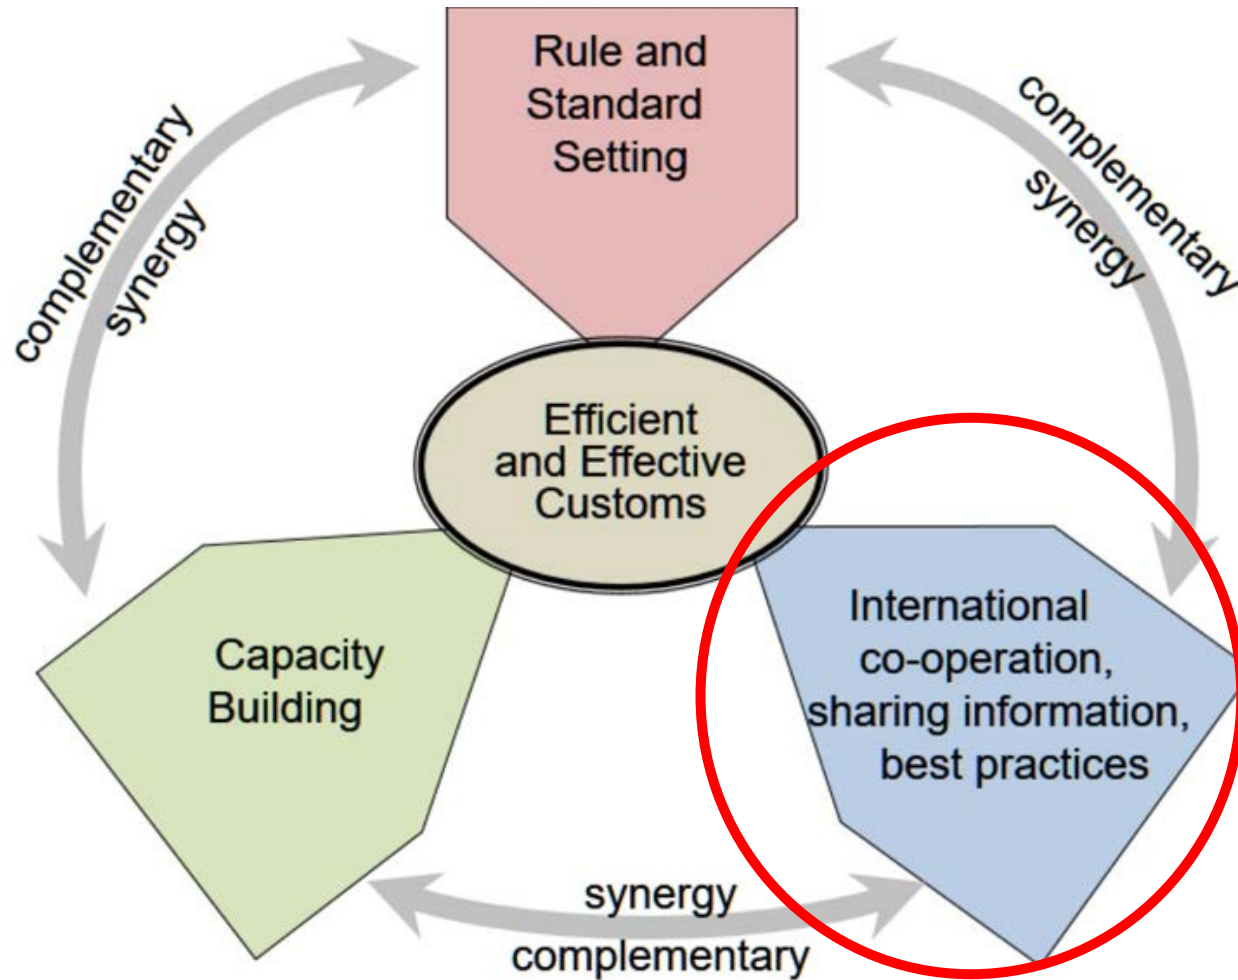 Rule and
Standard
Setting
complementary
synergy
complementary
synergy
Efficient
and Effective
Customs
Capacity
Building
International
co-operation,
sharing information,
best practices
synergy
complementary